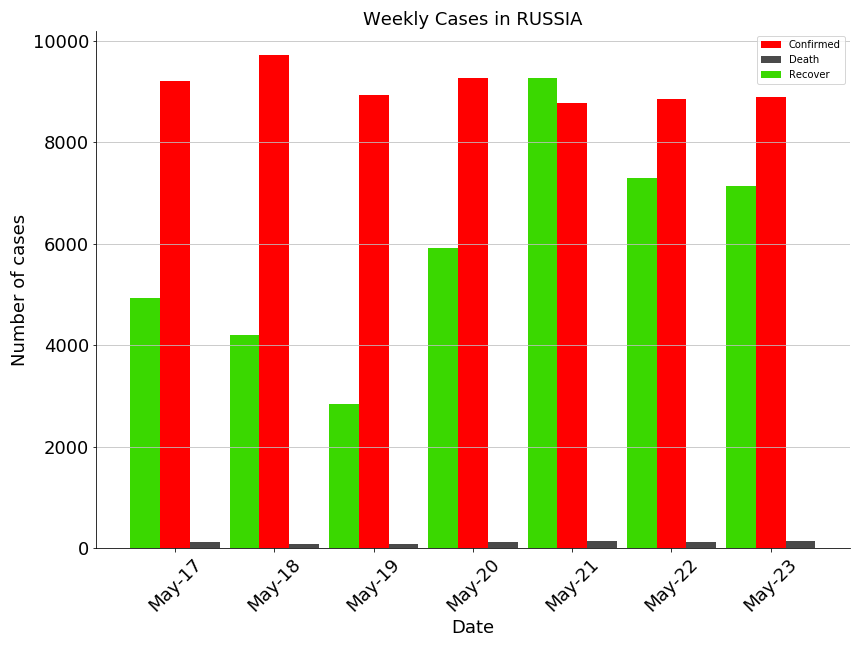 Weekly Cases in RUSSIA
Confirmed
Death
Recover
Number of cases
10000
8000
6000
4000
2000
0
May-17
May-18
May-19
May-20
May-21
May-22
May-23
Date